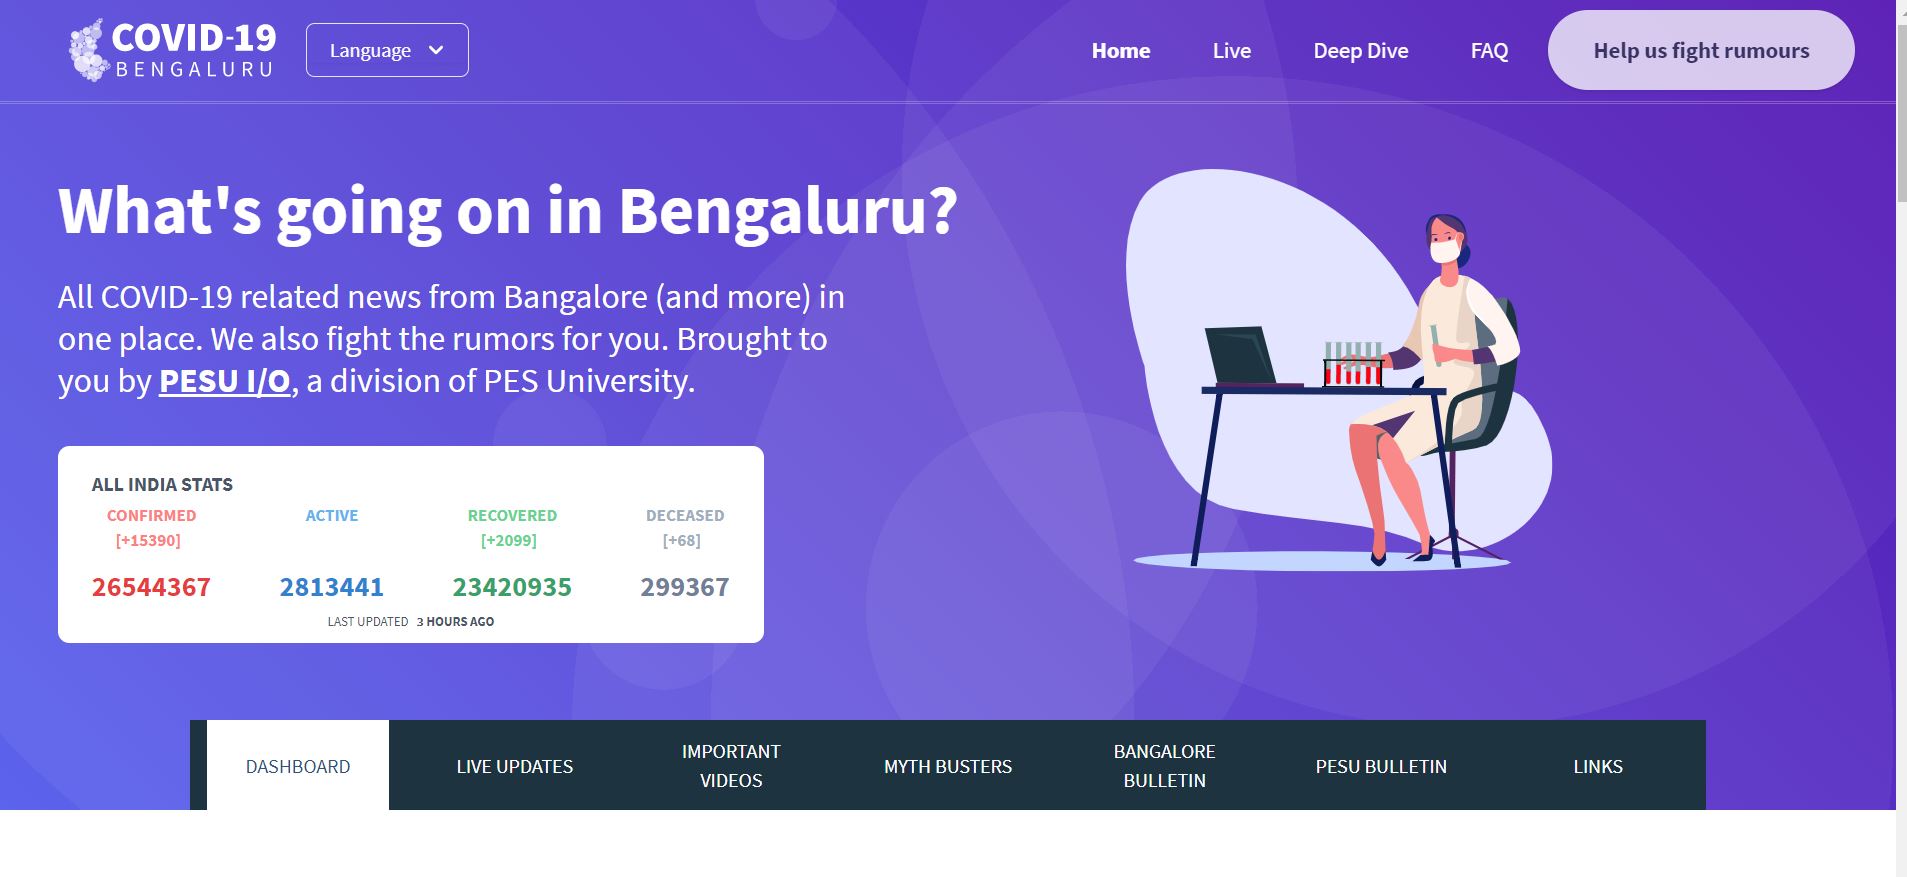 COVID-19
BENGALURU
Language
Home
Live
Deep Dive
FAQ
Help us fight rumours
What's going on in Bengaluru?
All COVID-19 related news from Bangalore (and more) in
one place. We also fight the rumors for you. Brought to
you by PESU I/O, a division of PES University.
ALL INDIA STATS
CONFIRMED
[+15390]
26544367
ACTIVE
2813441
RECOVERED
[+2099]
23420935
DECEASED
[+68]
299367
LAST UPDATED 3 HOURS AGO
DASHBOARD
LIVE UPDATES
IMPORTANT
VIDEOS
MYTH BUSTERS
BANGALORE
BULLETIN
PESU BULLETIN
LINKS